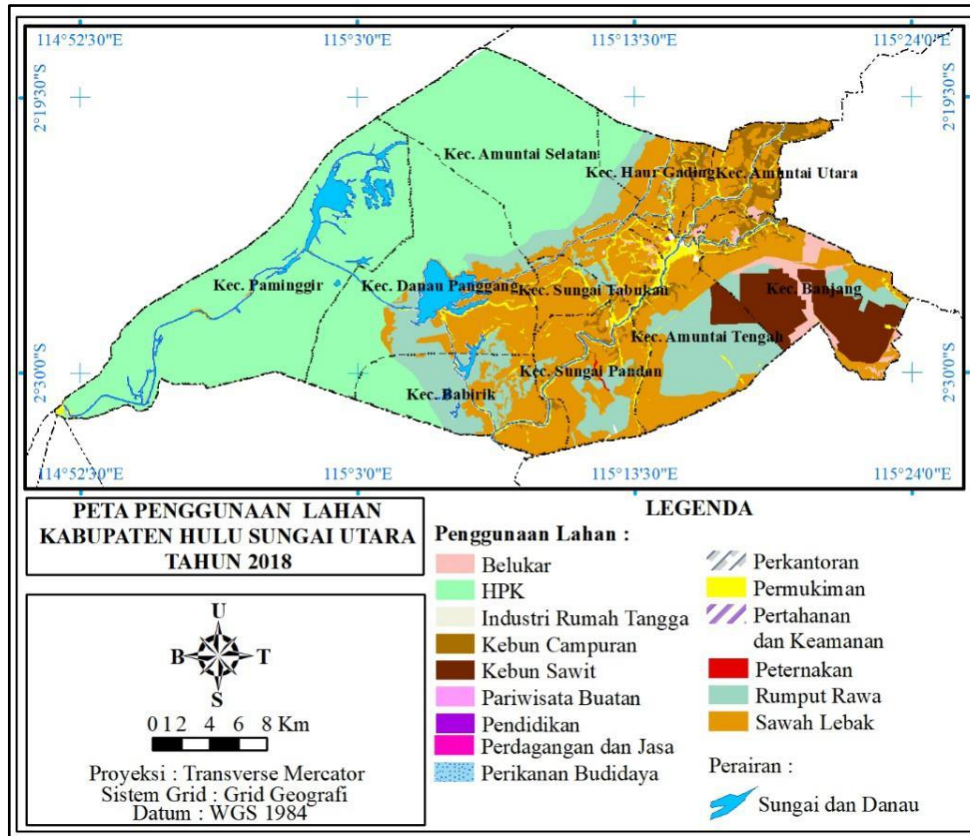 114°52'30"E 115°3'0"E 115°13'30"E 115°24'0"E
2°19'30"S 2°19'30"S
Kec. Amuntai Selatan
Kec. Haur Gading Kec. Amuntai Utara
Kec. Paminggir Kec. Danau Panggang Kec. Sungai Tabukan Kec. Banjang
Kec. Amuntai Tengah
Kec. Sungai Pandan
Kec. Babirik
2°30'0"S 2°30'0"S
114°52'30"E 115°3'0"E 115°13'30"E 115°24'0"E
PETA PENGGUNAAN LAHAN
KABUPATEN HULU SUNGAI UTARA
TAHUN 2018
U
B T
S
0 1 2 4 6 8 Km
Proyeksi : Transverse Mercator
Sistem Grid : Grid Geografi
Datum : WGS 1984
LEGENDA
Penggunaan Lahan :
Belukar
HPK
Industri Rumah Tangga
Kebun Campuran
Kebun Sawit
Pariwisata Buatan
Pendidikan
Perdagangan dan Jasa
Perikanan Budidaya
Perkantoran
Permukiman
Pertahanan
dan Keamanan
Peternakan
Rumput Rawa
Sawah Lebak
Perairan :
Sungai dan Danau